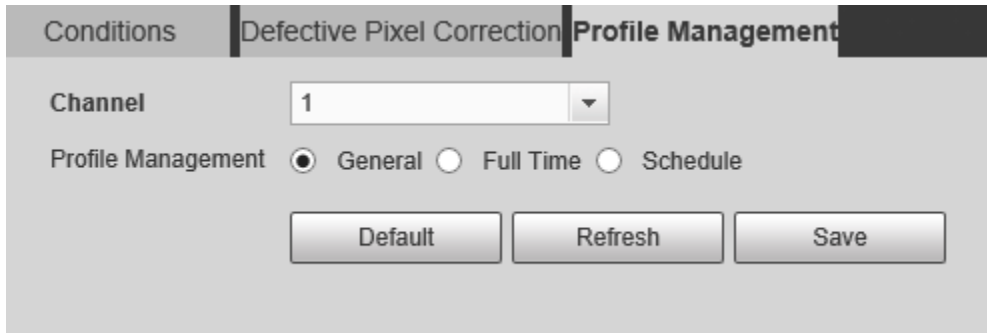 Conditions Defective Pixel Correction Profile Management
Channel 1
Profile Management General Full Time Schedule
Default Refresh Save